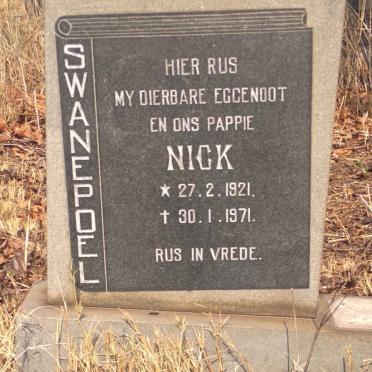 SWANEPOEL
HIER RUS
MY DIERBARE EGGENOOT
EN ONS PAPPIE
NICK
* 27.2.1921.
† 30.1.1971.
RUS IN VREDE.